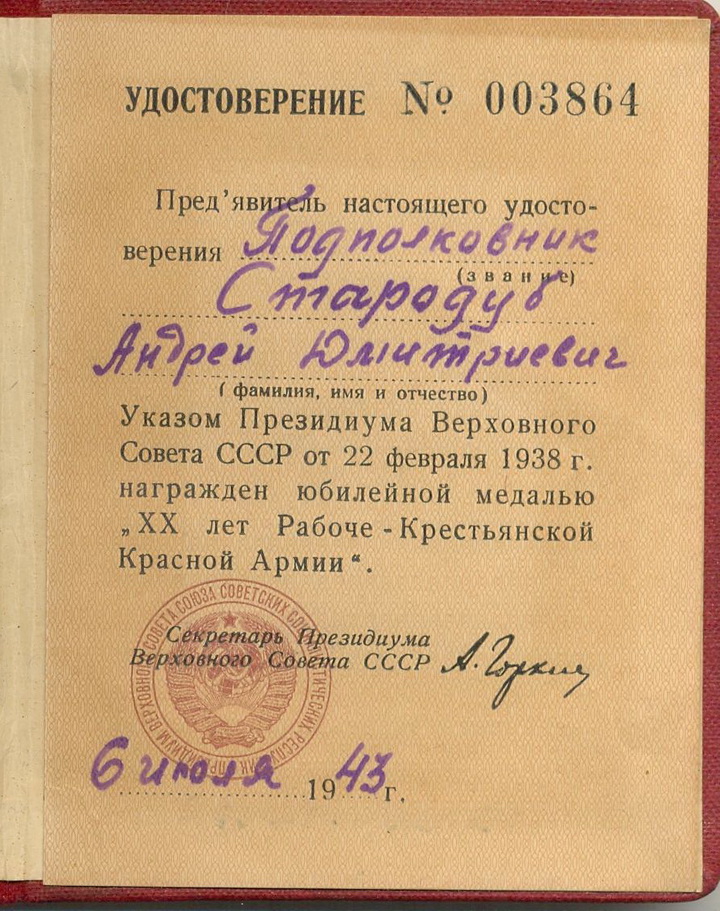 УДОСТОВЕРЕНИЕ № 003864
Пред'явитель настоящего удосто-
верения Подполковник
(звание)
Стародуб
Андрей Дмитриевич
(фамилия, имя и отчество)
Указом Президиума Верховного
Совета СССР от 22 февраля 1938 г.
награжден юбилейной медалью
„XX лет Рабоче-Крестьянской
Красной Армии“.
Секретарь Президиума
Верховного Совета СССР А. Горкин
6 июля 1943 г.